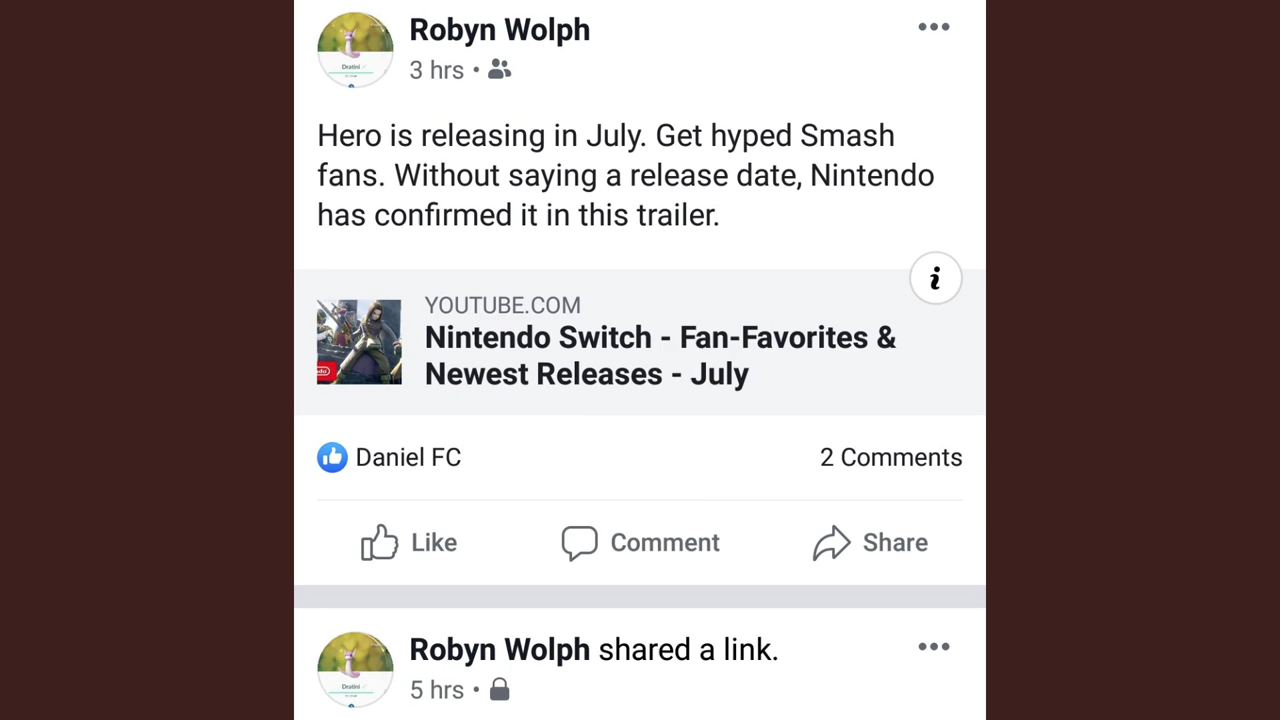 Robyn Wolph
3 hrs •
Hero is releasing in July. Get hyped Smash
fans. Without saying a release date, Nintendo
has confirmed it in this trailer.
YOUTUBE.COM
Nintendo Switch - Fan-Favorites &
Newest Releases - July
Daniel FC
2 Comments
Like
Comment
Share
Robyn Wolph shared a link.
5 hrs •
Dratini
Dratini